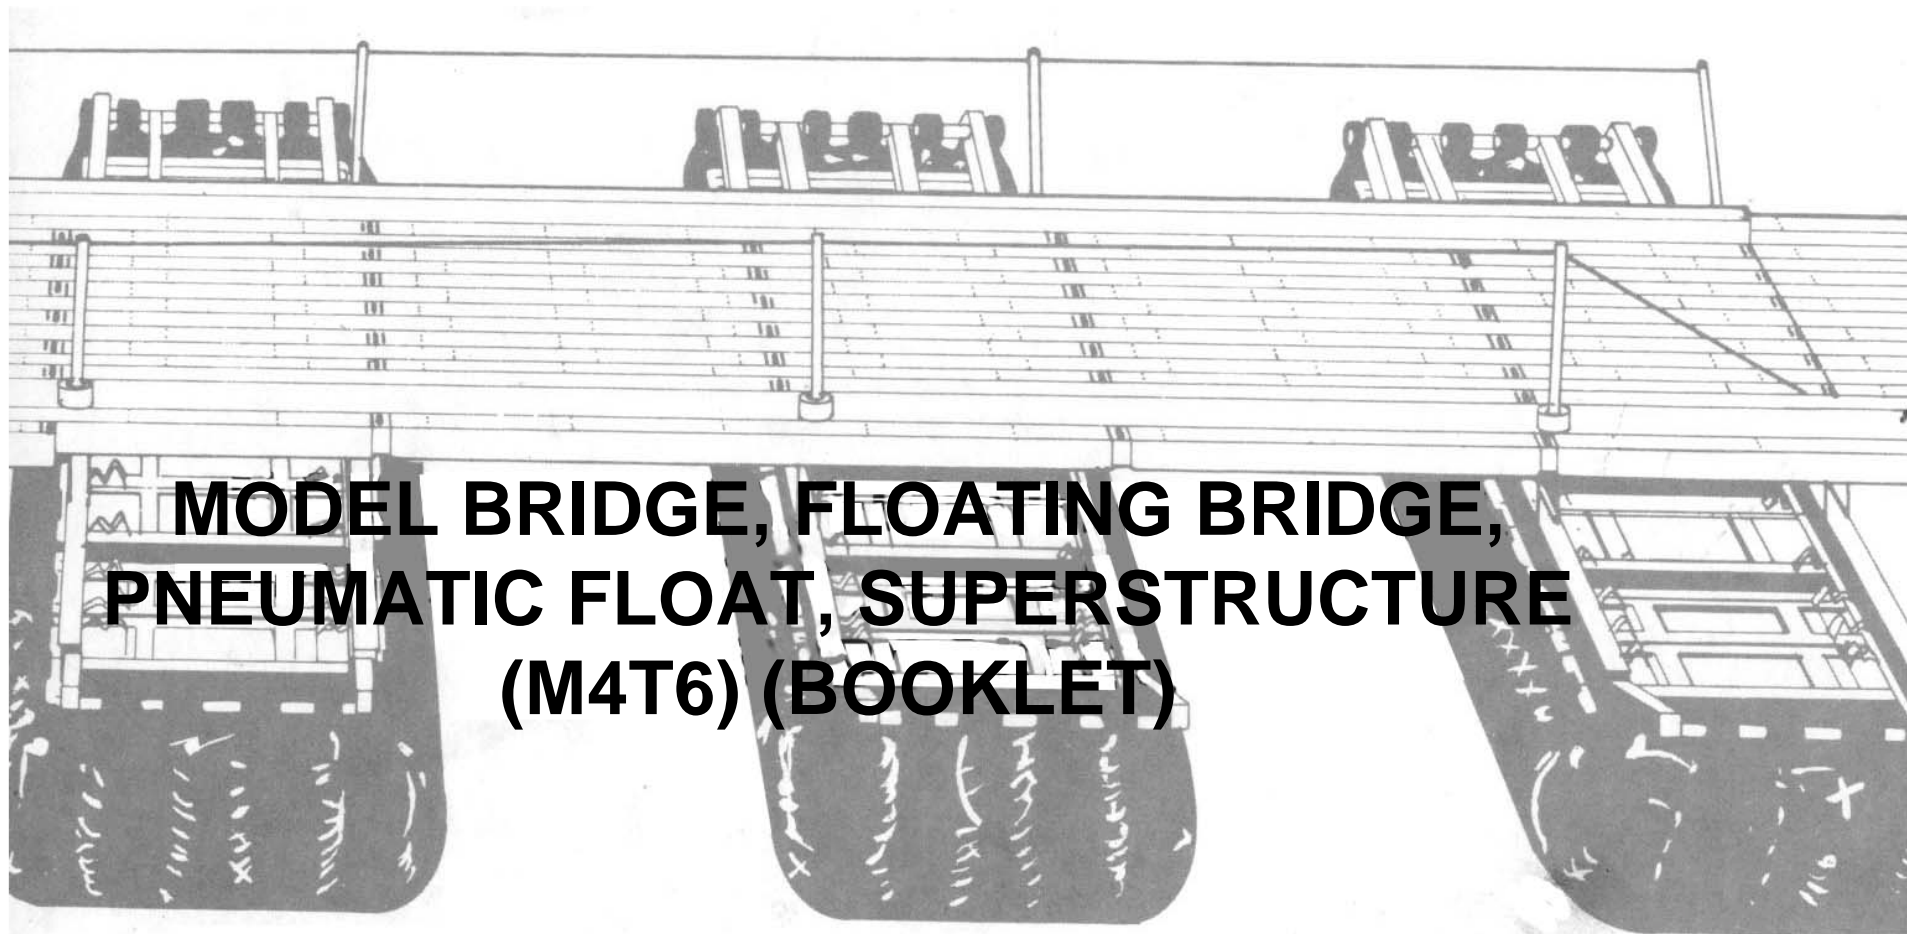 MODEL BRIDGE, FLOATING BRIDGE,
PNEUMATIC FLOAT, SUPERSTRUCTURE
(M4T6) (BOOKLET)